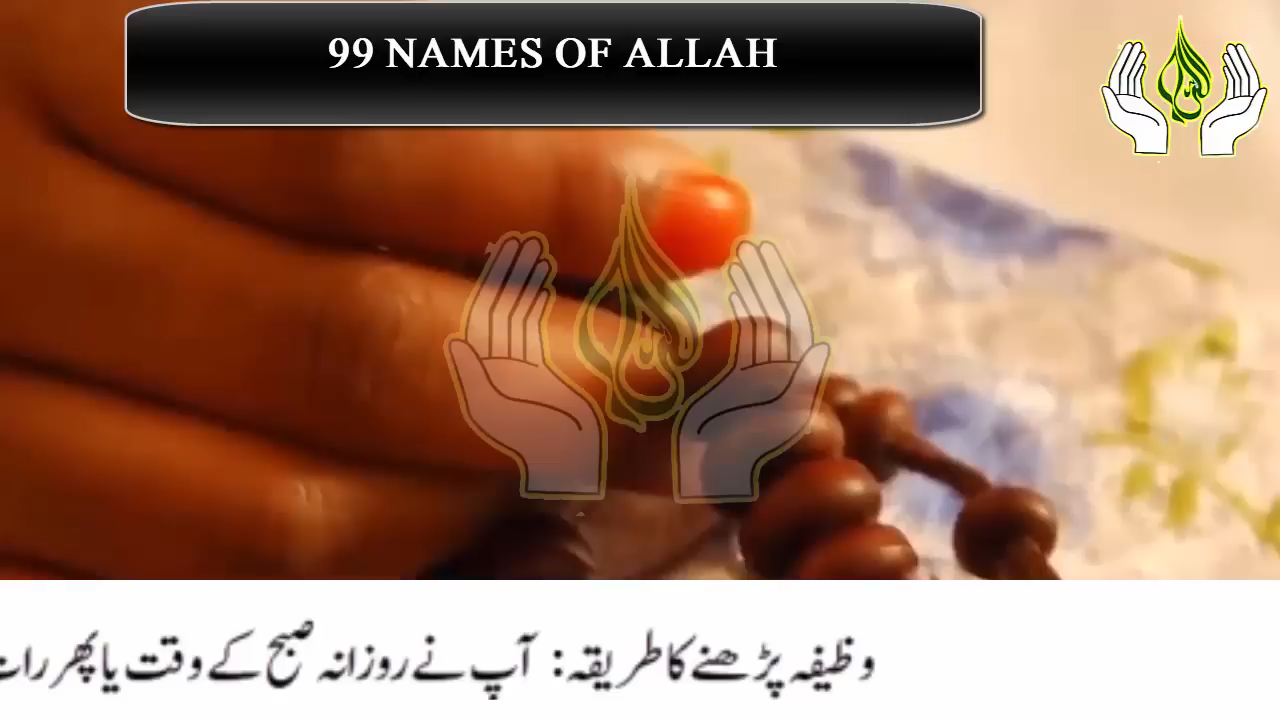 99 NAMES OF ALLAH
وظیفہ پڑھنے کا طریقہ: آپ نے روزانہ صبح کے وقت یا پھر